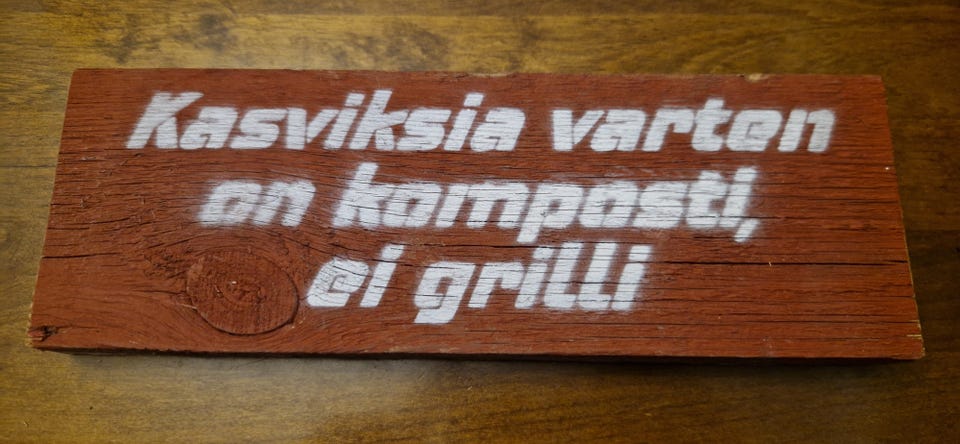 Kasviksia varten
on komposti,
ei grilli